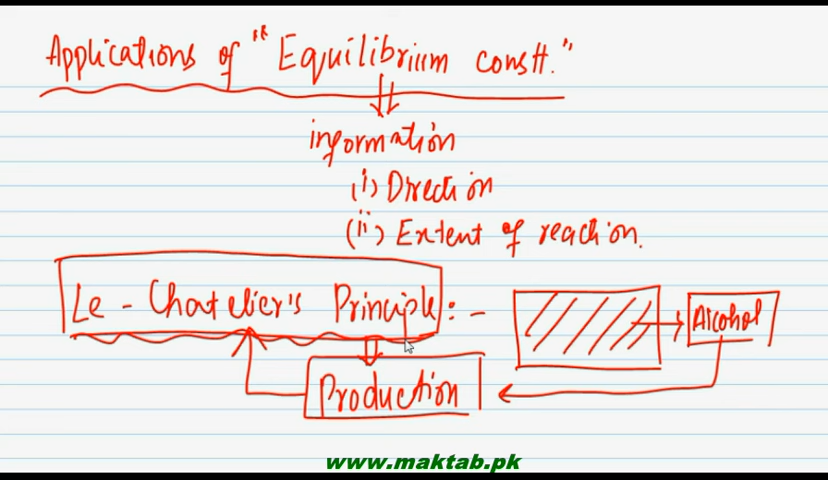 Applications of "Equilibrium constt."
information
(i) Direction
(ii) Extent of reaction.
Le - Chatelier's Principle : -
Alcohol
Production
www.maktab.pk